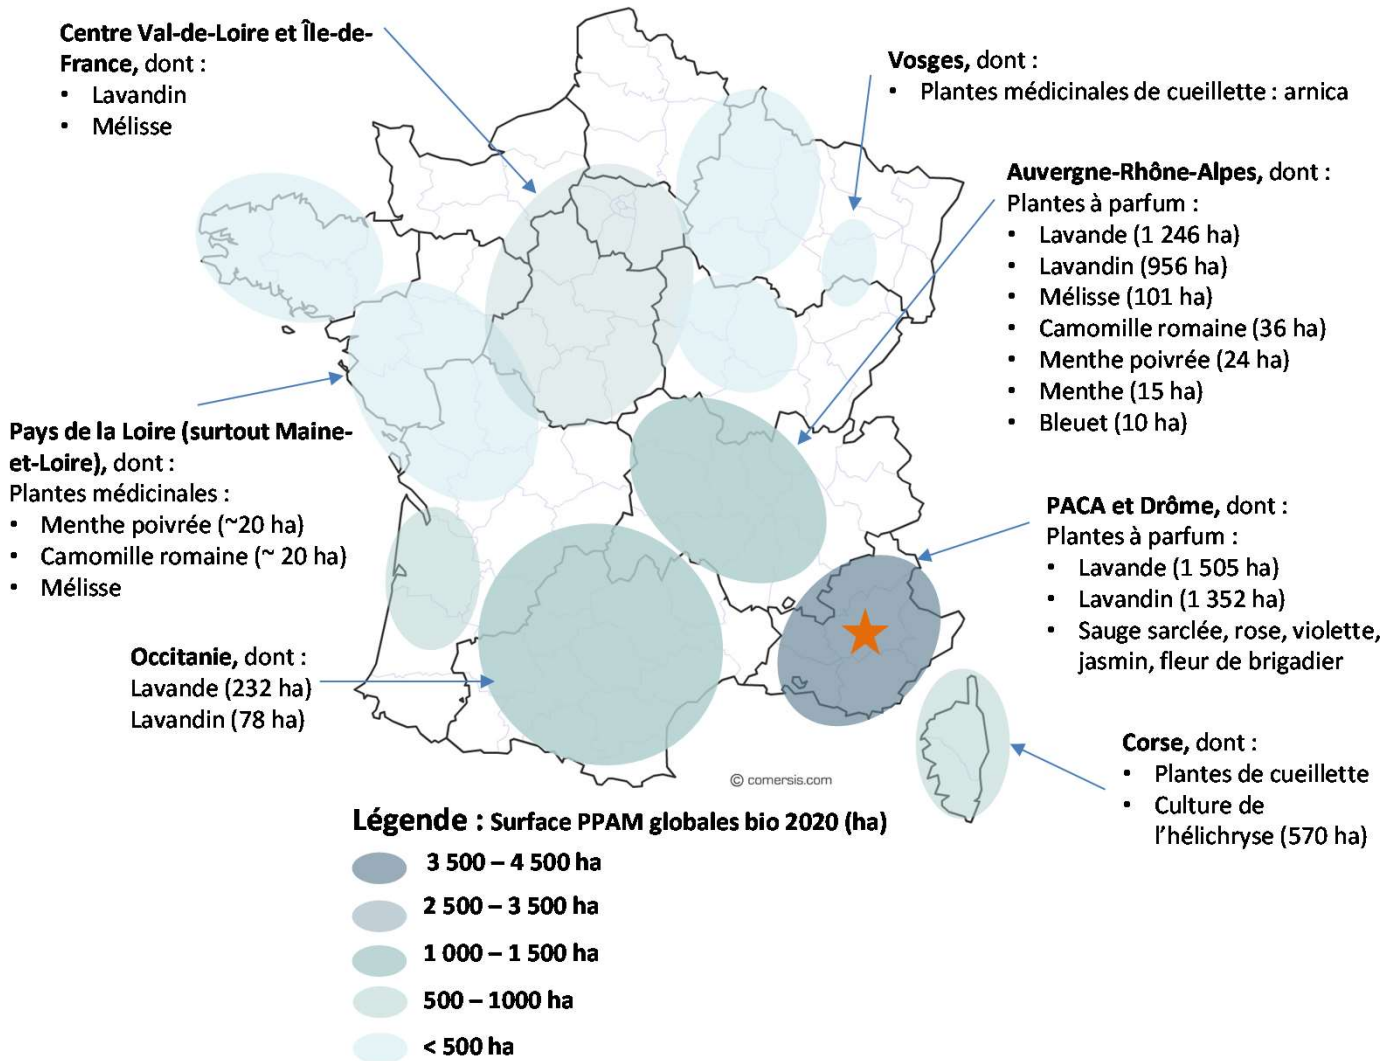 Centre Val-de-Loire et Île-de-
France, dont :
• Lavandin
• Mélisse
Vosges, dont :
• Plantes médicinales de cueillette : arnica
Auvergne-Rhône-Alpes, dont :
Plantes à parfum :
• Lavande (1 246 ha)
• Lavandin (956 ha)
• Mélisse (101 ha)
• Camomille romaine (36 ha)
• Menthe poivrée (24 ha)
• Menthe (15 ha)
• Bleuet (10 ha)
Pays de la Loire (surtout Maine-
et-Loire), dont :
Plantes médicinales :
• Menthe poivrée (~20 ha)
• Camomille romaine (~ 20 ha)
• Mélisse
PACA et Drôme, dont :
Plantes à parfum :
• Lavande (1 505 ha)
• Lavandin (1 352 ha)
• Sauge sarclée, rose, violette,
jasmin, fleur de brigadier
Occitanie, dont :
Lavande (232 ha)
Lavandin (78 ha)
Corse, dont :
• Plantes de cueillette
• Culture de
l'hélichryse (570 ha)
© comersis.com
Légende : Surface PPAM globales bio 2020 (ha)
3 500 – 4 500 ha
2 500 – 3 500 ha
1 000 – 1 500 ha
500 – 1000 ha
< 500 ha